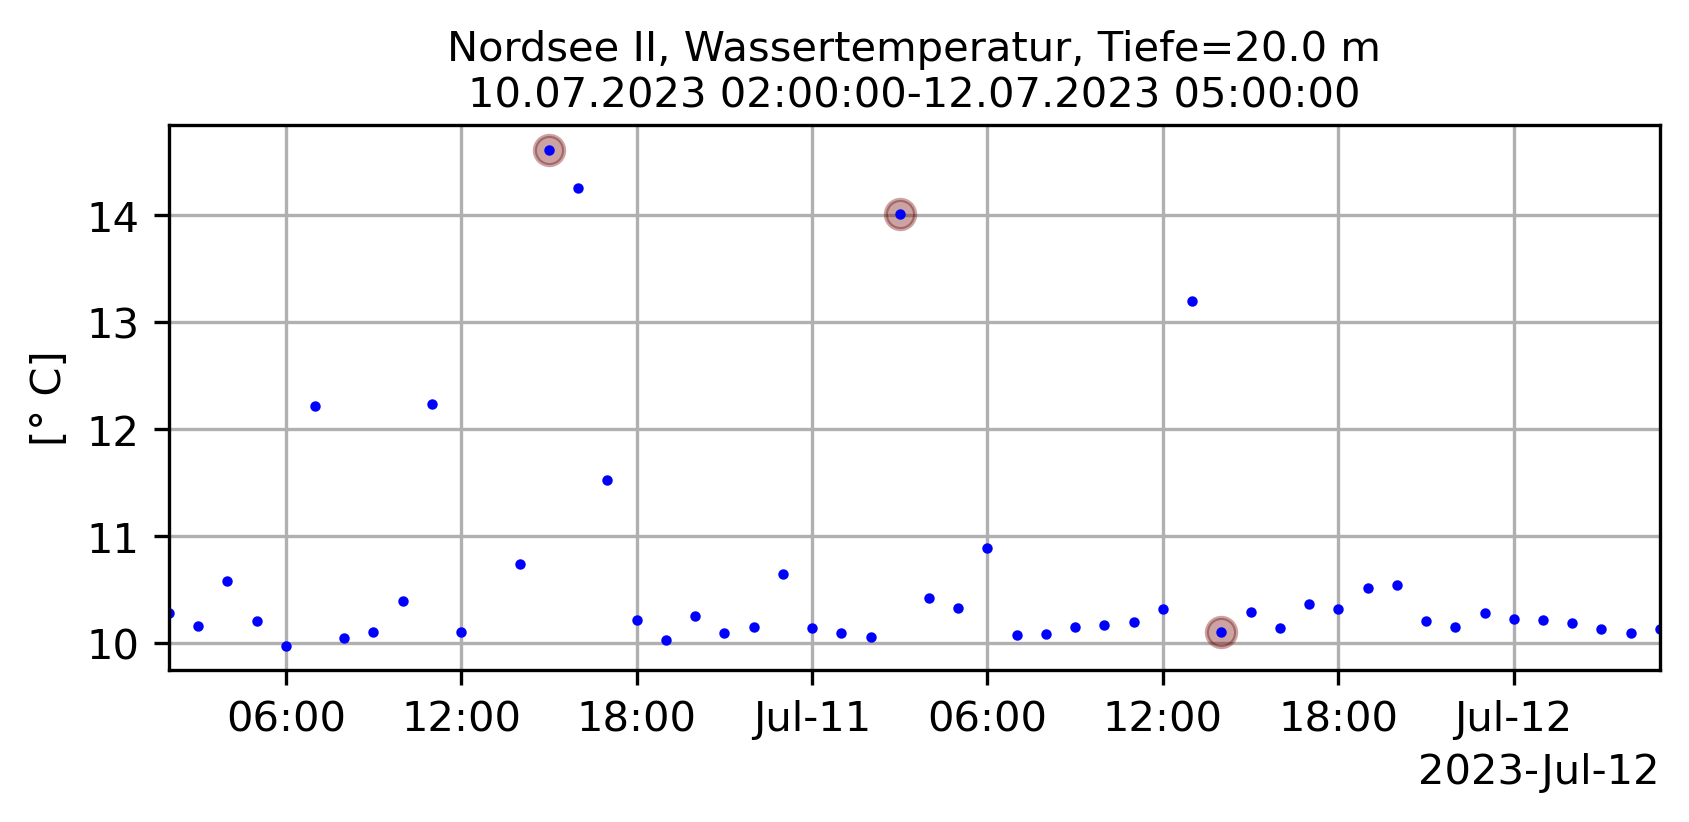 Nordsee II, Wassertemperatur, Tiefe=20.0 m
10.07.2023 02:00:00-12.07.2023 05:00:00
[° C]
14
13
12
11
10
06:00 12:00 18:00 Jul-11 06:00 12:00 18:00 Jul-12
2023-Jul-12